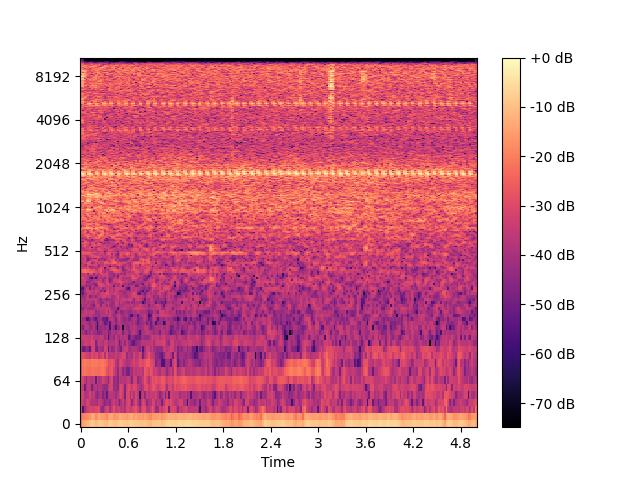 +0 dB
8192
-10 dB
4096
-20 dB
2048
-30 dB
1024
Hz
512
-40 dB
256
-50 dB
128
-60 dB
64
-70 dB
0
0 0.6 1.2 1.8 2.4 3 3.6 4.2 4.8
Time